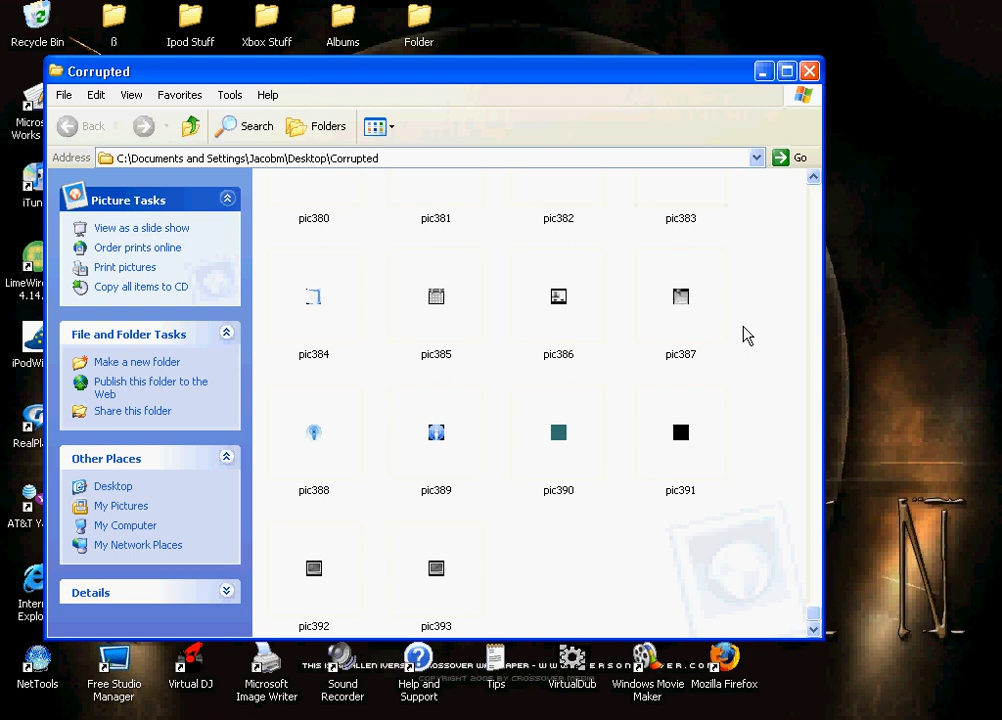 Recycle Bin
ß
Ipod Stuff
Xbox Stuff
Albums
Folder
Corrupted
File Edit View Favorites Tools Help
Back
Search
Folders
Address
C:\Documents and Settings\Jacobm\Desktop\Corrupted
Go
Picture Tasks
View as a slide show
Order prints online
Print pictures
Copy all items to CD
File and Folder Tasks
Make a new folder
Publish this folder to the
Web
Share this folder
Other Places
Desktop
My Pictures
My Computer
My Network Places
Details
pic380 pic381 pic382 pic383
pic384 pic385 pic386 pic387
pic388 pic389 pic390 pic391
pic392 pic393
Micros
Works
iTun
LimeWir
4.14.
iPodWi
RealPl
AT&T Y
Intern
Explo
NetTools
Free Studio
Manager
Virtual DJ
Microsoft
Image Writer
Sound
Recorder
Help and
Support
Tips
VirtualDub
Windows Movie
Maker
Mozilla Firefox
THIS IS
N